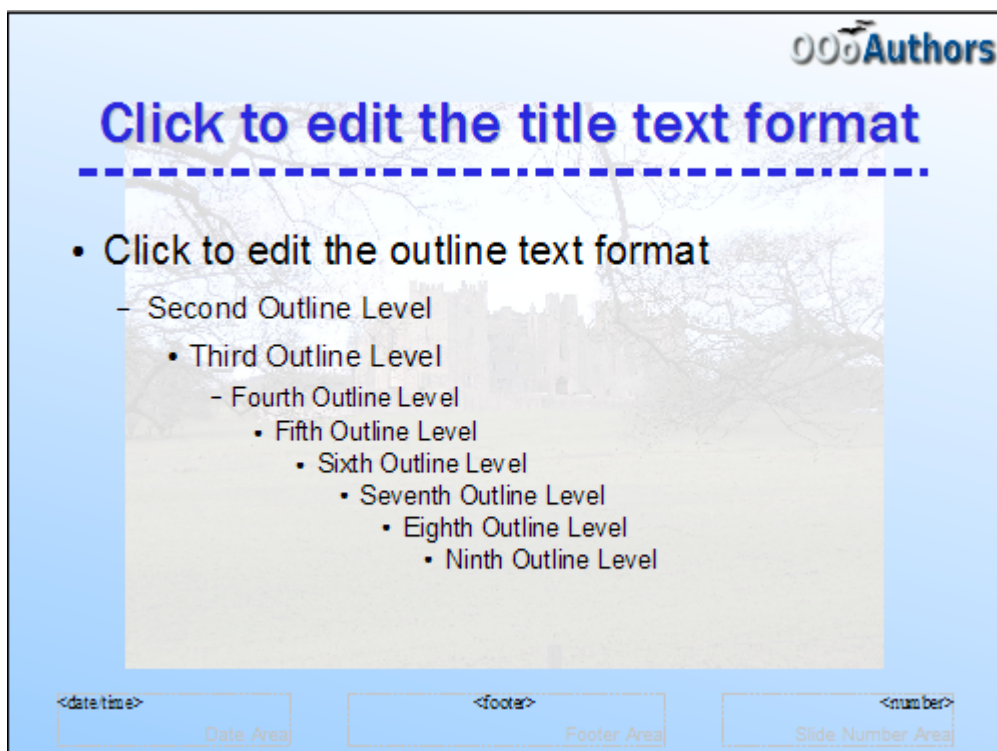 OOoAuthors
Click to edit the title text format
• Click to edit the outline text format
– Second Outline Level
• Third Outline Level
– Fourth Outline Level
• Fifth Outline Level
• Sixth Outline Level
• Seventh Outline Level
• Eighth Outline Level
• Ninth Outline Level
<date/time> <footer> <number>
Date Area Footer Area Slide Number Area